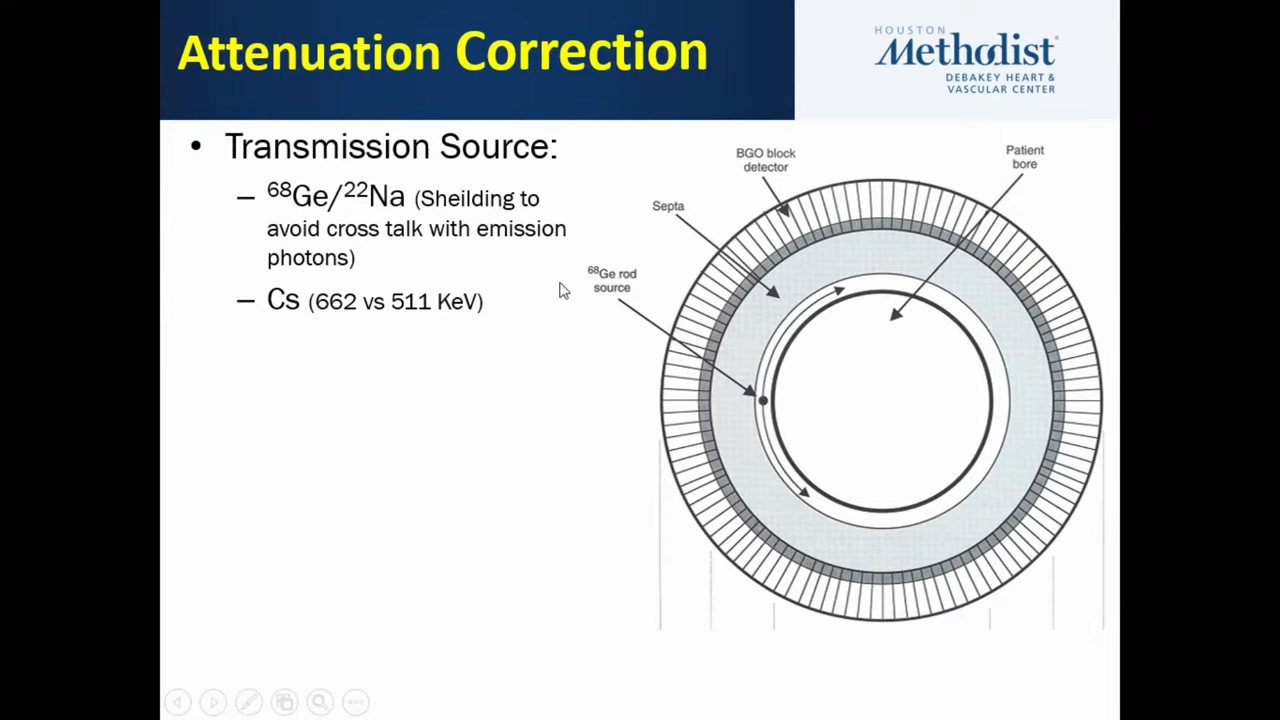 Attenuation Correction
HOUSTON
Methodist®
DEBAKEY HEART &
VASCULAR CENTER
• Transmission Source:
– ⁶⁸Ge/²²Na (Sheilding to
avoid cross talk with emission
photons)
– Cs (662 vs 511 KeV)
BGO block
detector
Patient
bore
Septa
⁶⁸Ge rod
source